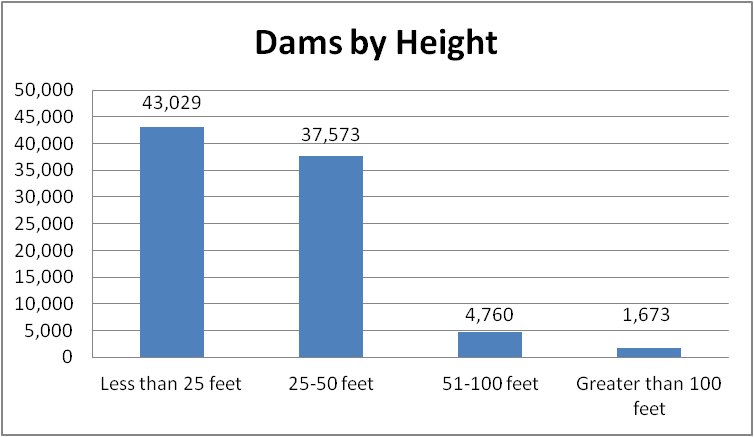 Dams by Height
50,000
45,000
40,000
35,000
30,000
25,000
20,000
15,000
10,000
5,000
0
43,029
37,573
4,760
1,673
Less than 25 feet
25-50 feet
51-100 feet
Greater than 100
feet